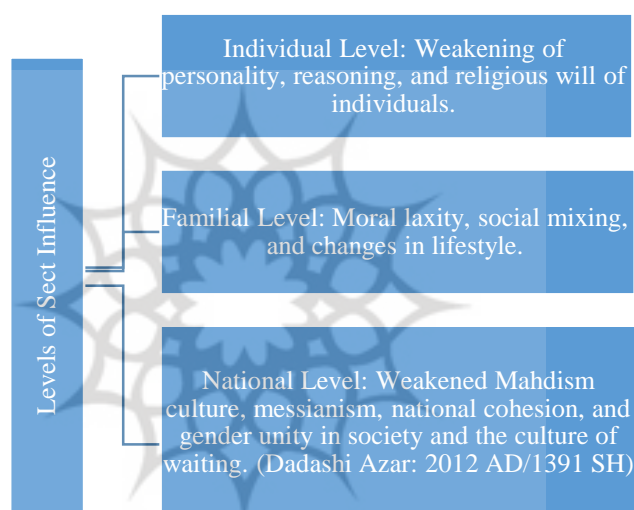 Levels of Sect Influence
Individual Level: Weakening of
personality, reasoning, and religious will of
individuals.
Familial Level: Moral laxity, social mixing,
and changes in lifestyle.
National Level: Weakened Mahdism
culture, messianism, national cohesion, and
gender unity in society and the culture of
waiting. (Dadashi Azar: 2012 AD/1391 SH)